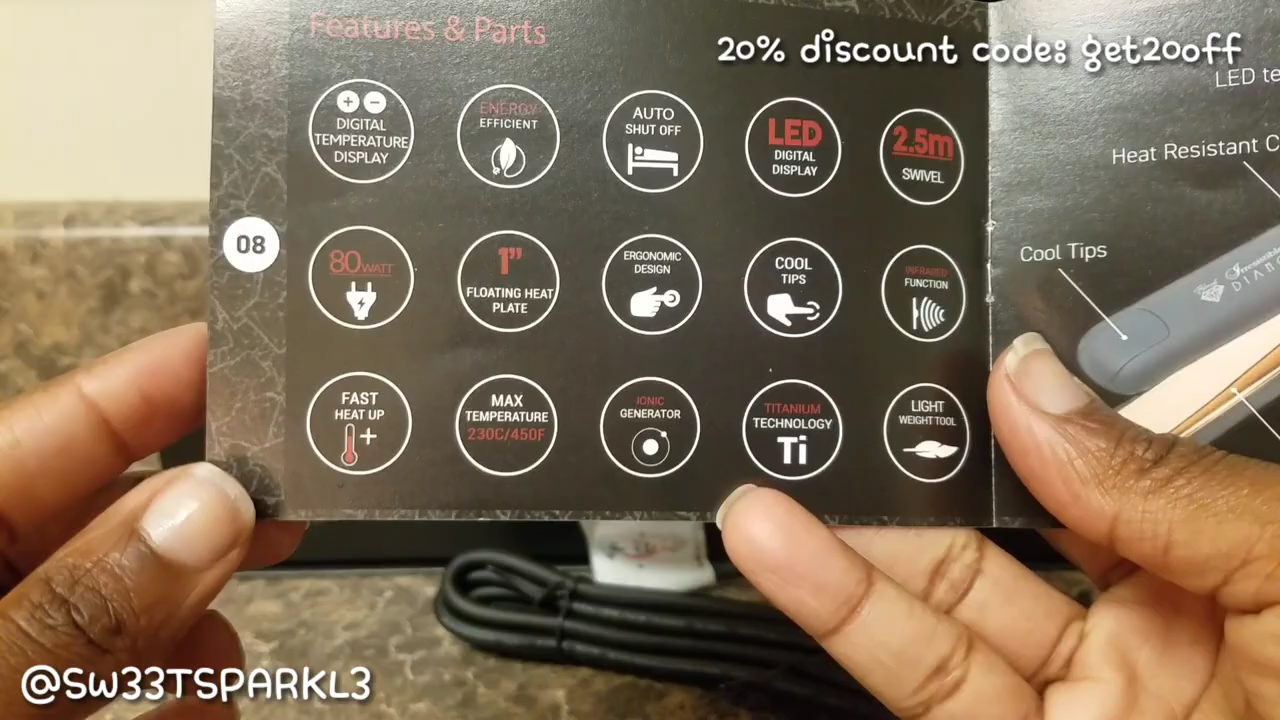 Features & Parts
20% discount code: get20off
LED te
DIGITAL
TEMPERATURE
DISPLAY
ENERGY
EFFICIENT
AUTO
SHUT OFF
LED
DIGITAL
DISPLAY
2.5m
SWIVEL
Heat Resistant C
08
80WATT
1”
FLOATING HEAT
PLATE
ERGONOMIC
DESIGN
COOL
TIPS
INFRARED
FUNCTION
Cool Tips
Irresistible
FAST
HEAT UP
MAX
TEMPERATURE
230C/450F
IONIC
GENERATOR
TITANIUM
TECHNOLOGY
Ti
LIGHT
WEIGHT TOOL
@SW33TSPARKL3